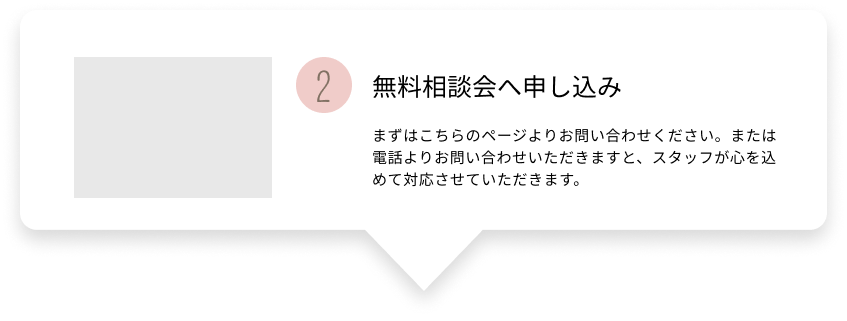 2
無料相談会へ申し込み
まずはこちらのページよりお問い合わせください。または
電話よりお問い合わせいただきますと、スタッフが心を込
めて対応させていただきます。